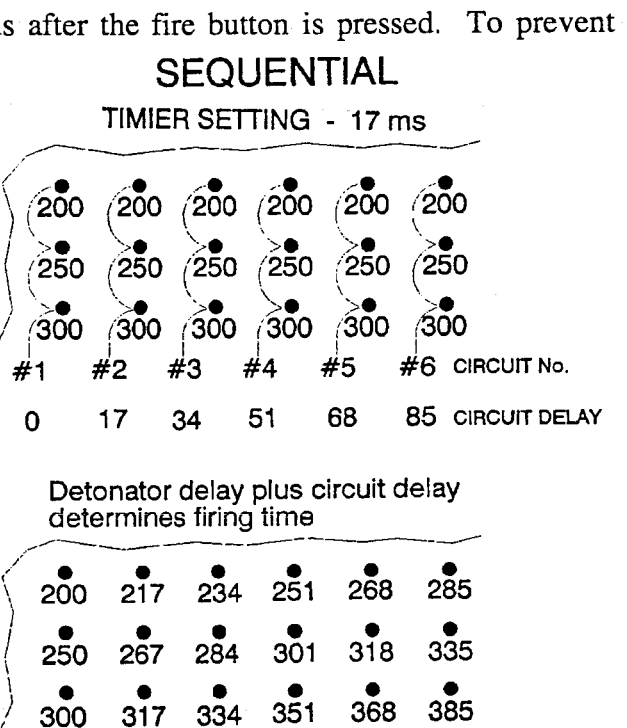 s after the fire button is pressed. To prevent
SEQUENTIAL
TIMIER SETTING - 17 ms
200 200 200 200 200 200
250 250 250 250 250 250
300 300 300 300 300 300
#1 #2 #3 #4 #5 #6 CIRCUIT No.
0 17 34 51 68 85 CIRCUIT DELAY
Detonator delay plus circuit delay
determines firing time
200 217 234 251 268 285
250 267 284 301 318 335
300 317 334 351 368 385